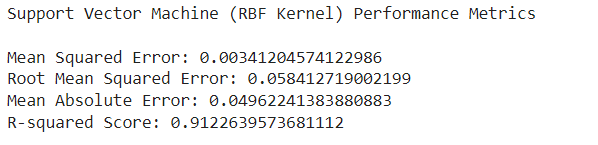 Support Vector Machine (RBF Kernel) Performance Metrics
Mean Squared Error: 0.00341204574122986
Root Mean Squared Error: 0.058412719002199
Mean Absolute Error: 0.04962241383880883
R-squared Score: 0.9122639573681112